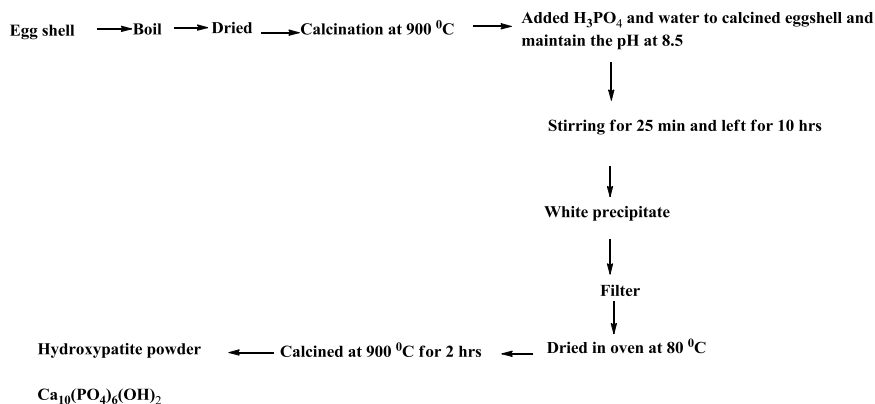 Egg shell
Boil
Dried
Calcination at 900 ⁰C
Added H₃PO₄ and water to calcined eggshell and
maintain the pH at 8.5
Stirring for 25 min and left for 10 hrs
White precipitate
Filter
Dried in oven at 80 ⁰C
Calcined at 900 ⁰C for 2 hrs
Hydroxypatite powder
Ca₁₀(PO₄)₆(OH)₂